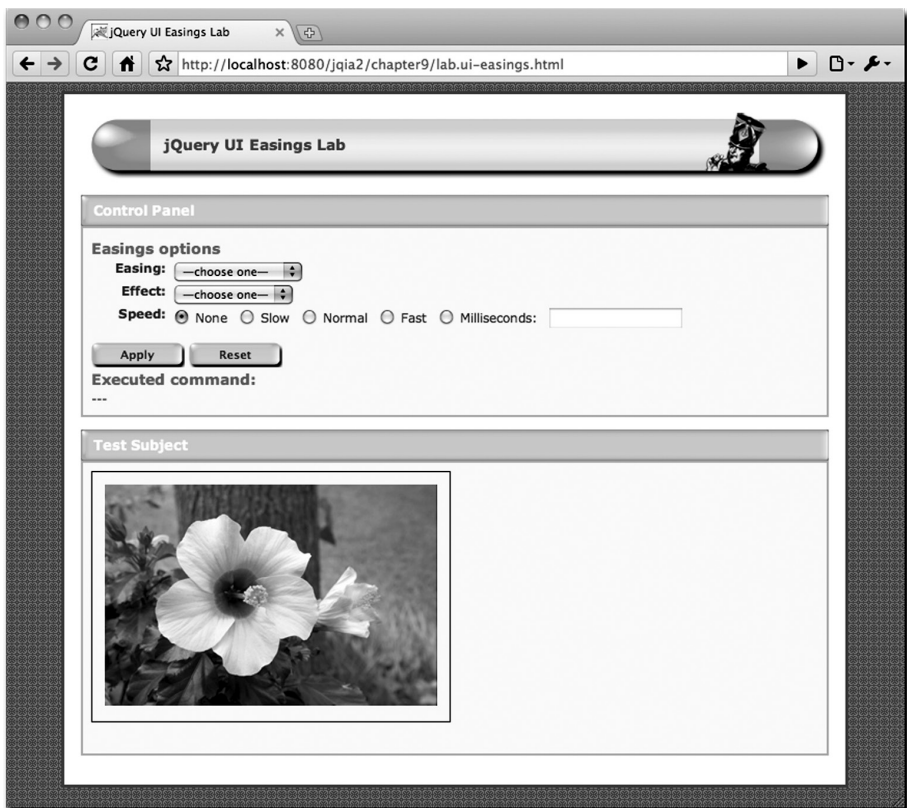 jQuery UI Easings Lab
http://localhost:8080/jqia2/chapter9/lab.ui-easings.html
jQuery UI Easings Lab
Control Panel
Easings options
Easing: —choose one—
Effect: —choose one—
Speed: None Slow Normal Fast Milliseconds:
Apply Reset
Executed command:
---
Test Subject